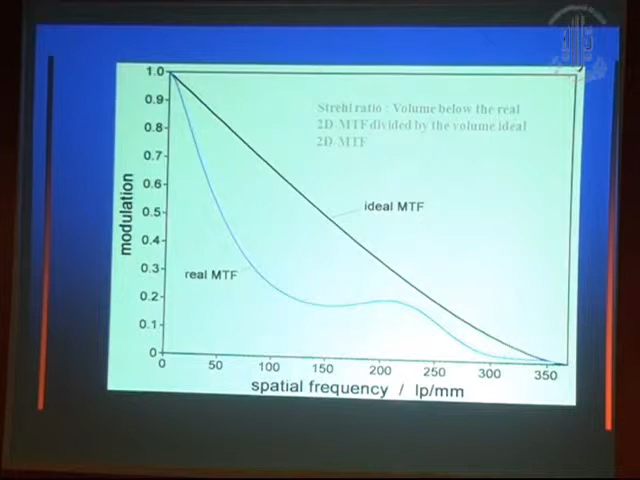 Strehl ratio : Volume below the real
2D-MTF divided by the volume ideal
2D-MTF
1.0
0.9
0.8
0.7
0.6
0.5
0.4
0.3
0.2
0.1
0
modulation
ideal MTF
real MTF
0 50 100 150 200 250 300 350
spatial frequency / lp/mm